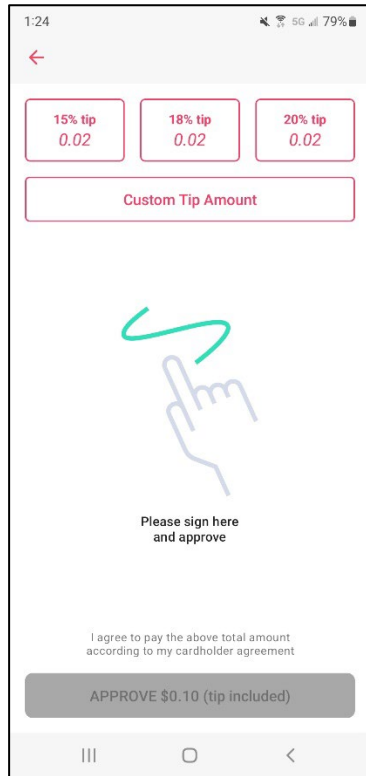 1:24 5G 79%
15% tip 18% tip 20% tip
0.02 0.02 0.02
Custom Tip Amount
Please sign here
and approve
I agree to pay the above total amount
according to my cardholder agreement
APPROVE $0.10 (tip included)